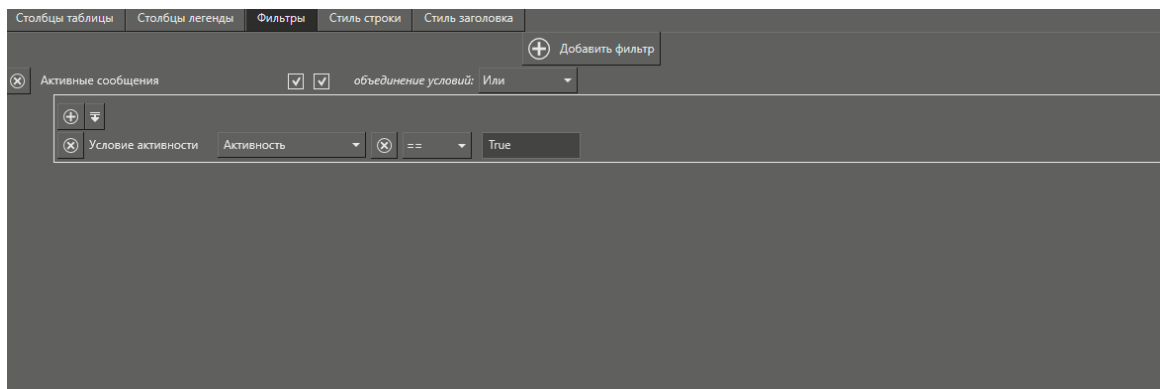 Столбцы таблицы Столбцы легенды Фильтры Стиль строки Стиль заголовка
Добавить фильтр
Активные сообщения объединение условий: Или
Условие активности Активность == True